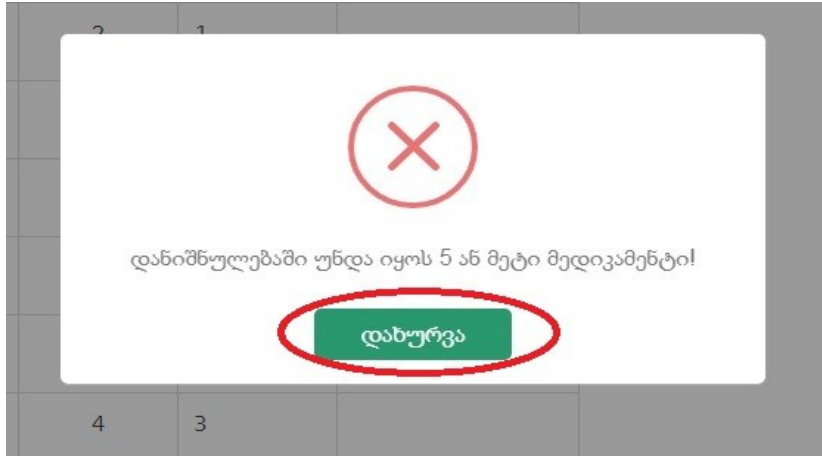 2 1
დანიშნულებაში უნდა იყოს 5 ან მეტი მედიკამენტი!
დახურვა
4 3